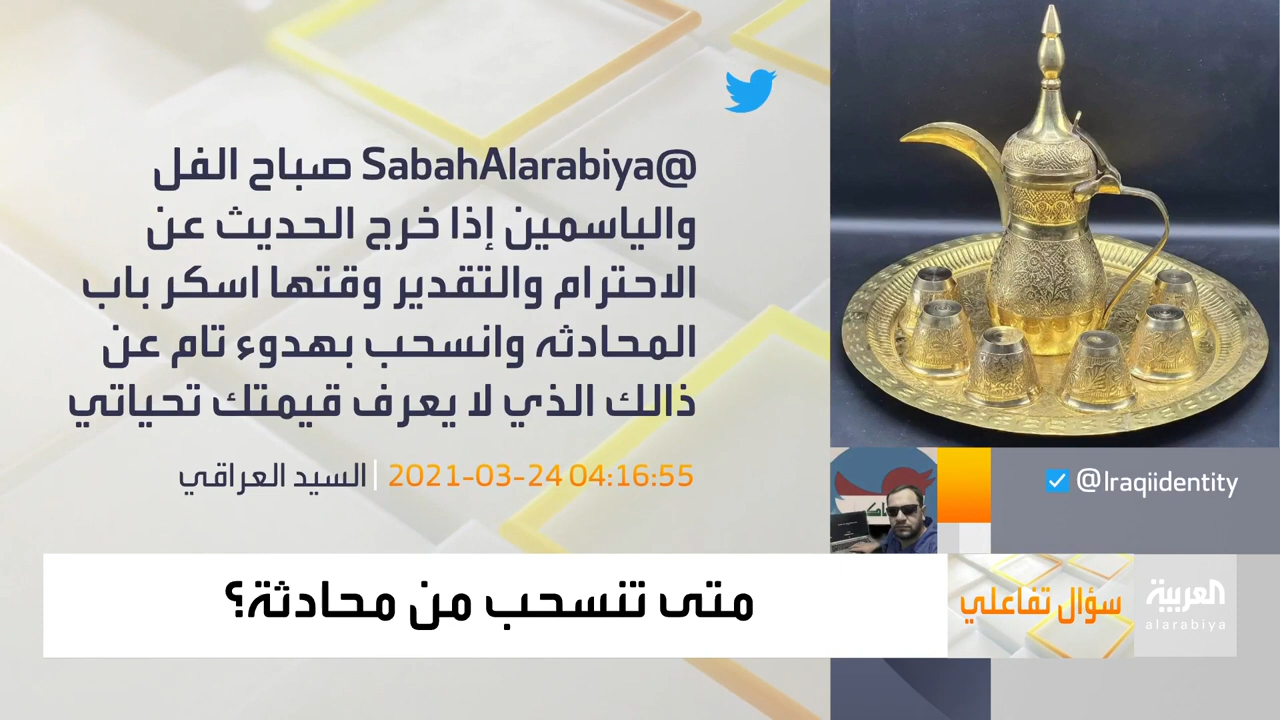 @SabahAlarabiya صباح الفل
والياسمين إذا خرج الحديث عن
الاحترام والتقدير وقتها اسكر باب
المحادثه وانسحب بهدوء تام عن
ذالك الذي لا يعرف قيمتك تحياتي
2021-03-24 04:16:55 | السيد العراقي
@Iraqiidentity
متى تنسحب من محادثة؟
سؤال تفاعلي
العربية
alarabiya